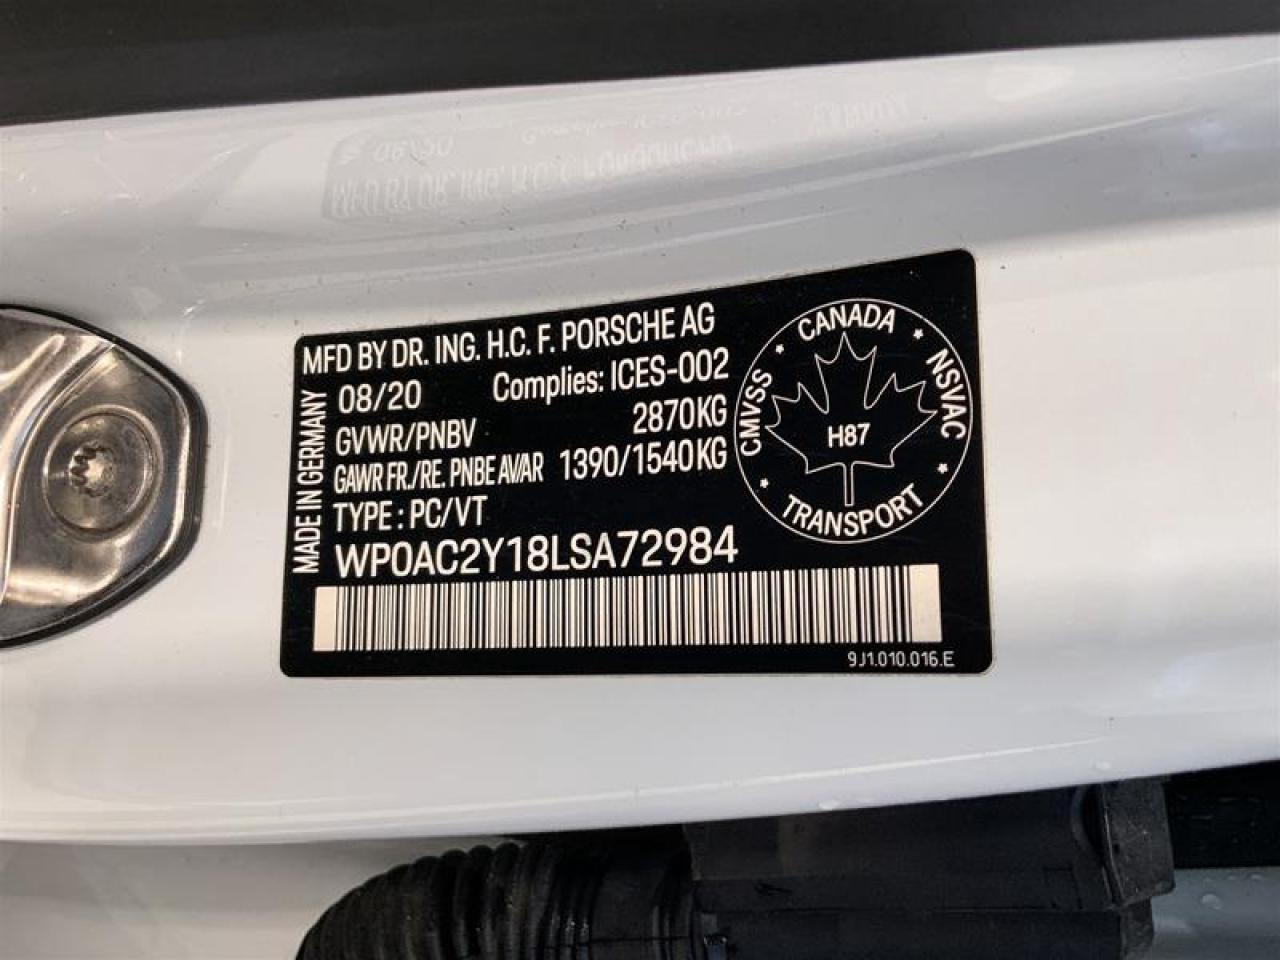 MFD BY DR. ING. H.C. F. PORSCHE AG
08/20 Complies: ICES-002
GVWR/PNBV 2870KG
GAWR FR./RE. PNBE AV/AR 1390/1540KG
TYPE : PC/VT
WP0AC2Y18LSA72984
MADE IN GERMANY
CANADA
NSVAC
TRANSPORT
CMVSS
H87
9J1.010.016.E